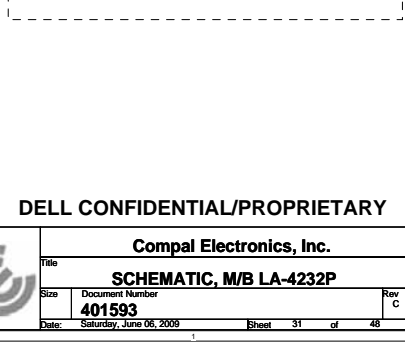 DELL CONFIDENTIAL/PROPRIETARY
Compal Electronics, Inc.
Title
SCHEMATIC, M/B LA-4232P
Size Document Number Rev
401593 C
Date: Saturday, June 06, 2009 Sheet 31 of 48
1